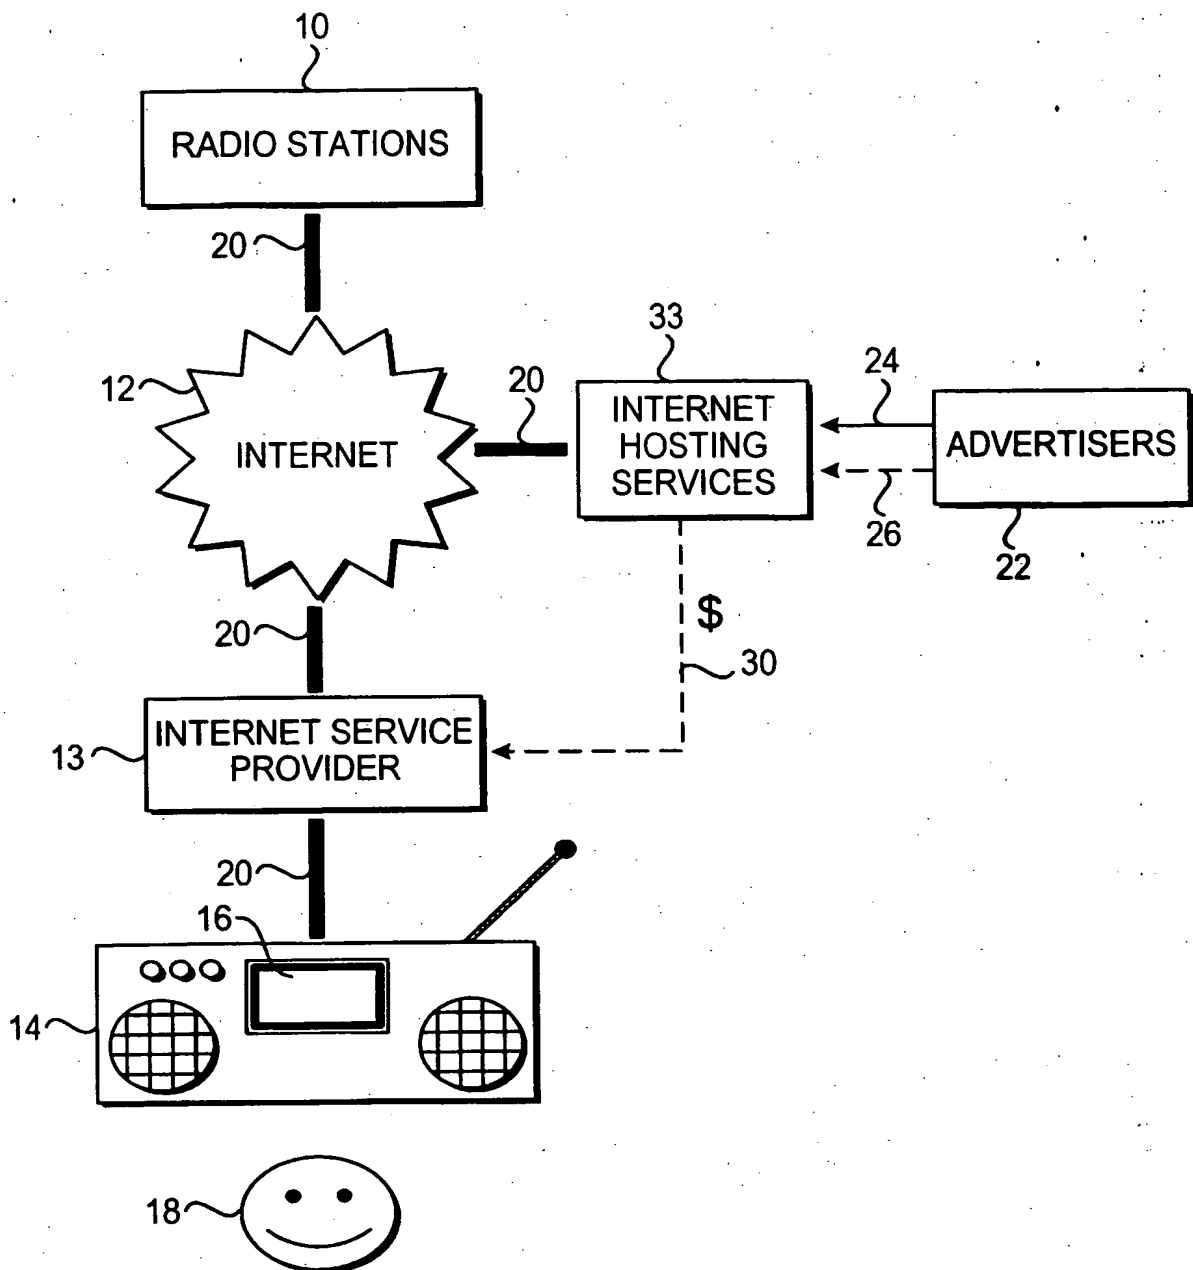 10
RADIO STATIONS
20
12
INTERNET
20
33
INTERNET
HOSTING
SERVICES
24
ADVERTISERS
26
22
20
$
30
13
INTERNET SERVICE
PROVIDER
20
16
14
18